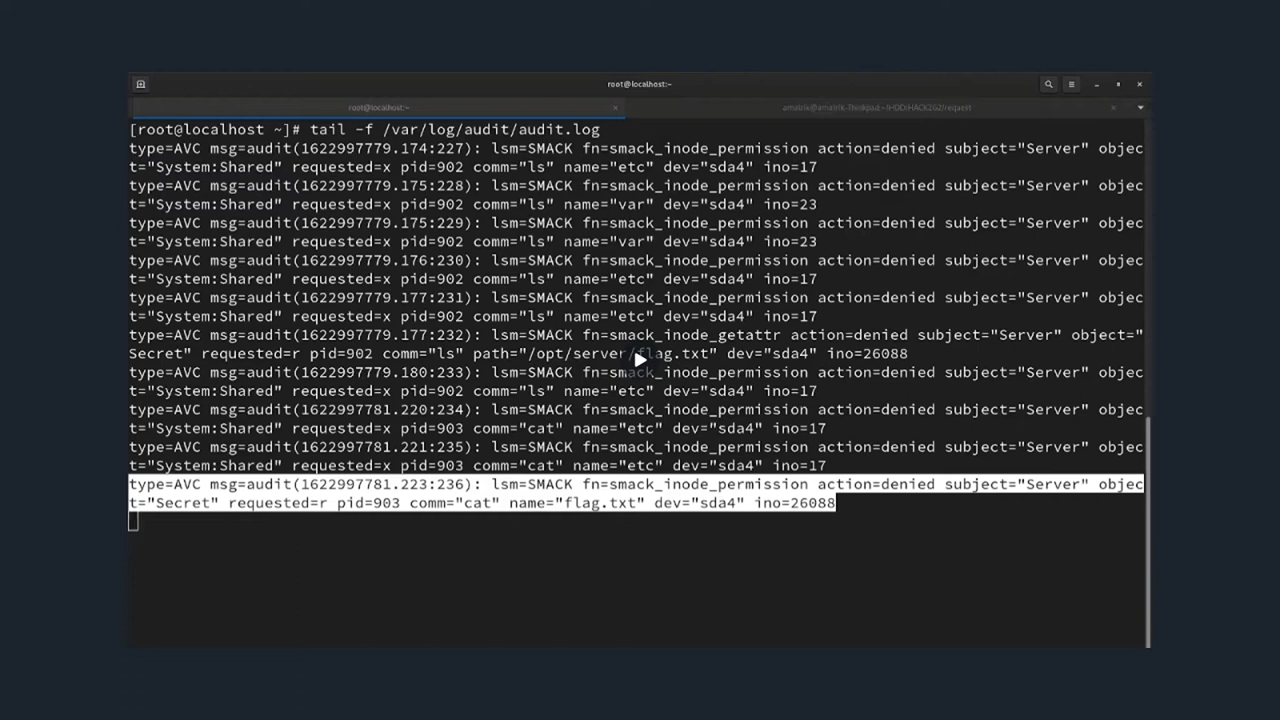 root@localhost:~
root@localhost:~
amalrik@amalrik-Thinkpad:~/HDD/HACK2G2/request
[root@localhost ~]# tail -f /var/log/audit/audit.log
type=AVC msg=audit(1622997779.174:227): lsm=SMACK fn=smack_inode_permission action=denied subject="Server" objec
t="System:Shared" requested=x pid=902 comm="ls" name="etc" dev="sda4" ino=17
type=AVC msg=audit(1622997779.175:228): lsm=SMACK fn=smack_inode_permission action=denied subject="Server" objec
t="System:Shared" requested=x pid=902 comm="ls" name="var" dev="sda4" ino=23
type=AVC msg=audit(1622997779.175:229): lsm=SMACK fn=smack_inode_permission action=denied subject="Server" objec
t="System:Shared" requested=x pid=902 comm="ls" name="var" dev="sda4" ino=23
type=AVC msg=audit(1622997779.176:230): lsm=SMACK fn=smack_inode_permission action=denied subject="Server" objec
t="System:Shared" requested=x pid=902 comm="ls" name="etc" dev="sda4" ino=17
type=AVC msg=audit(1622997779.177:231): lsm=SMACK fn=smack_inode_permission action=denied subject="Server" objec
t="System:Shared" requested=x pid=902 comm="ls" name="etc" dev="sda4" ino=17
type=AVC msg=audit(1622997779.177:232): lsm=SMACK fn=smack_inode_getattr action=denied subject="Server" object="
Secret" requested=r pid=902 comm="ls" path="/opt/server/flag.txt" dev="sda4" ino=26088
type=AVC msg=audit(1622997779.180:233): lsm=SMACK fn=smack_inode_permission action=denied subject="Server" objec
t="System:Shared" requested=x pid=902 comm="ls" name="etc" dev="sda4" ino=17
type=AVC msg=audit(1622997781.220:234): lsm=SMACK fn=smack_inode_permission action=denied subject="Server" objec
t="System:Shared" requested=x pid=903 comm="cat" name="etc" dev="sda4" ino=17
type=AVC msg=audit(1622997781.221:235): lsm=SMACK fn=smack_inode_permission action=denied subject="Server" objec
t="System:Shared" requested=x pid=903 comm="cat" name="etc" dev="sda4" ino=17
type=AVC msg=audit(1622997781.223:236): lsm=SMACK fn=smack_inode_permission action=denied subject="Server" objec
t="Secret" requested=r pid=903 comm="cat" name="flag.txt" dev="sda4" ino=26088